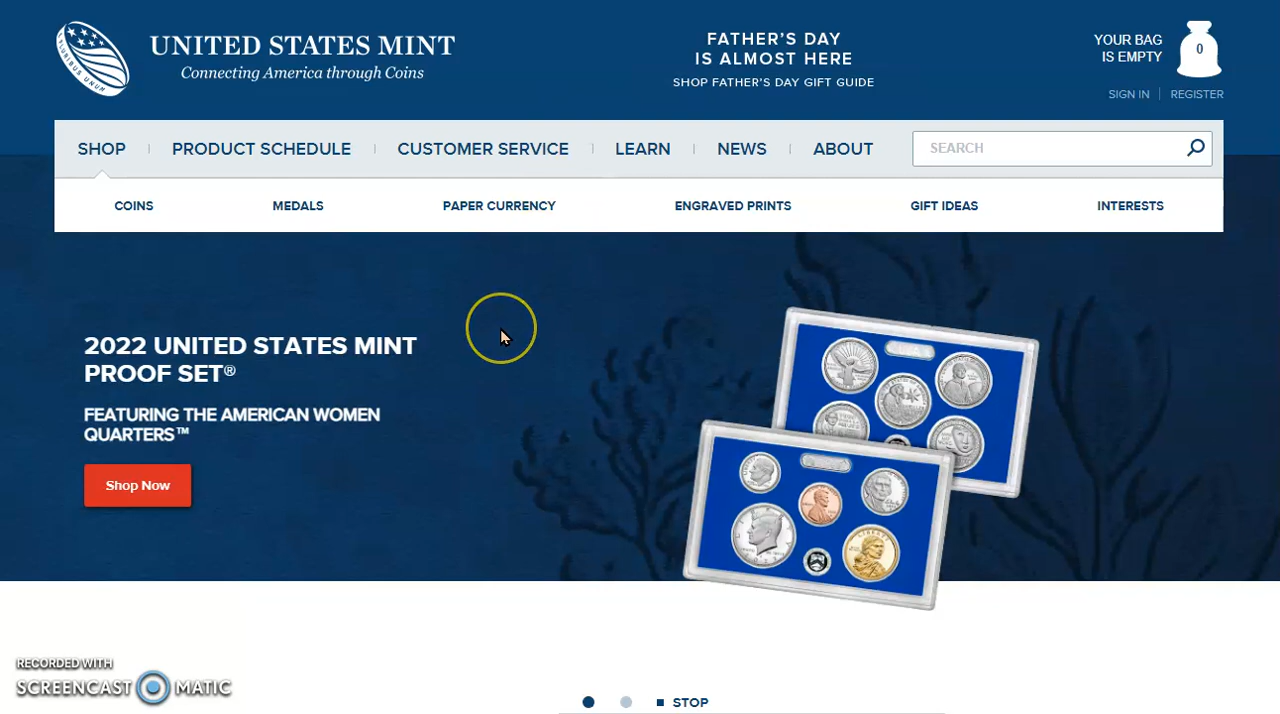 UNITED STATES MINT
Connecting America through Coins
PLURIBUS UNUM
FATHER'S DAY
IS ALMOST HERE
SHOP FATHER'S DAY GIFT GUIDE
YOUR BAG
IS EMPTY
0
SIGN IN
REGISTER
SHOP
PRODUCT SCHEDULE
CUSTOMER SERVICE
LEARN
NEWS
ABOUT
SEARCH
COINS
MEDALS
PAPER CURRENCY
ENGRAVED PRINTS
GIFT IDEAS
INTERESTS
2022 UNITED STATES MINT
PROOF SET®
FEATURING THE AMERICAN WOMEN
QUARTERS™
Shop Now
LIBERTY
RECORDED WITH
SCREENCAST MATIC
STOP